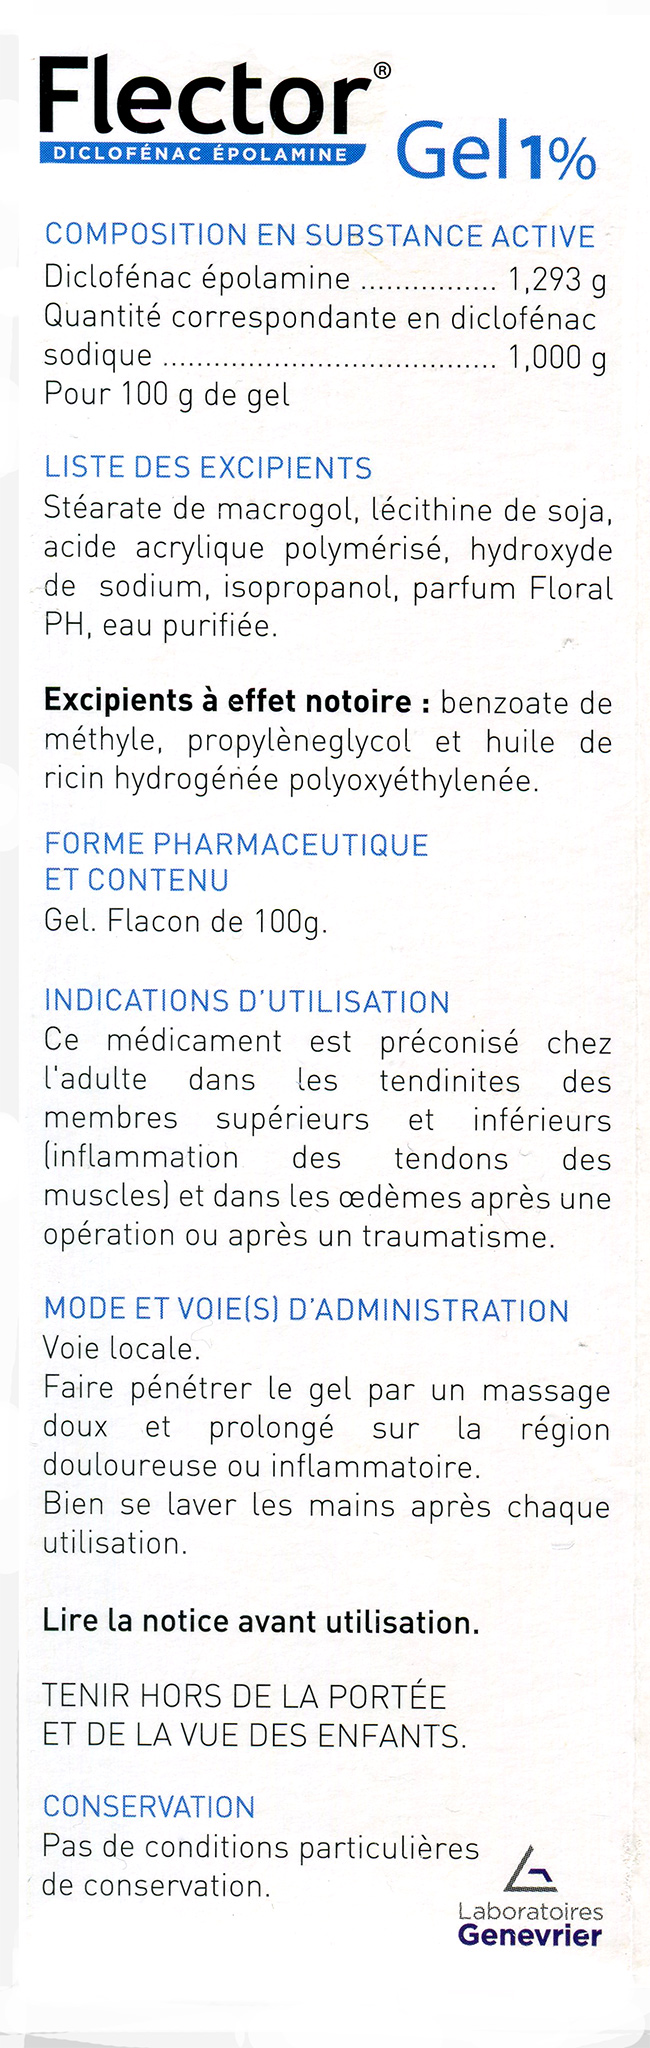 Flector®
DICLOFÉNAC ÉPOLAMINE
Gel 1%
COMPOSITION EN SUBSTANCE ACTIVE
Diclofénac épolamine ................ 1,293 g
Quantité correspondante en diclofénac
sodique ....................................... 1,000 g
Pour 100 g de gel
LISTE DES EXCIPIENTS
Stéarate de macrogol, lécithine de soja,
acide acrylique polymérisé, hydroxyde
de sodium, isopropanol, parfum Floral
PH, eau purifiée.
Excipients à effet notoire : benzoate de
méthyle, propylèneglycol et huile de
ricin hydrogénée polyoxyéthylenée.
FORME PHARMACEUTIQUE
ET CONTENU
Gel. Flacon de 100g.
INDICATIONS D'UTILISATION
Ce médicament est préconisé chez
l'adulte dans les tendinites des
membres supérieurs et inférieurs
(inflammation des tendons des
muscles) et dans les œdèmes après une
opération ou après un traumatisme.
MODE ET VOIE(S) D'ADMINISTRATION
Voie locale.
Faire pénétrer le gel par un massage
doux et prolongé sur la région
douloureuse ou inflammatoire.
Bien se laver les mains après chaque
utilisation.
Lire la notice avant utilisation.
TENIR HORS DE LA PORTÉE
ET DE LA VUE DES ENFANTS.
CONSERVATION
Pas de conditions particulières
de conservation.
Laboratoires
Genevrier